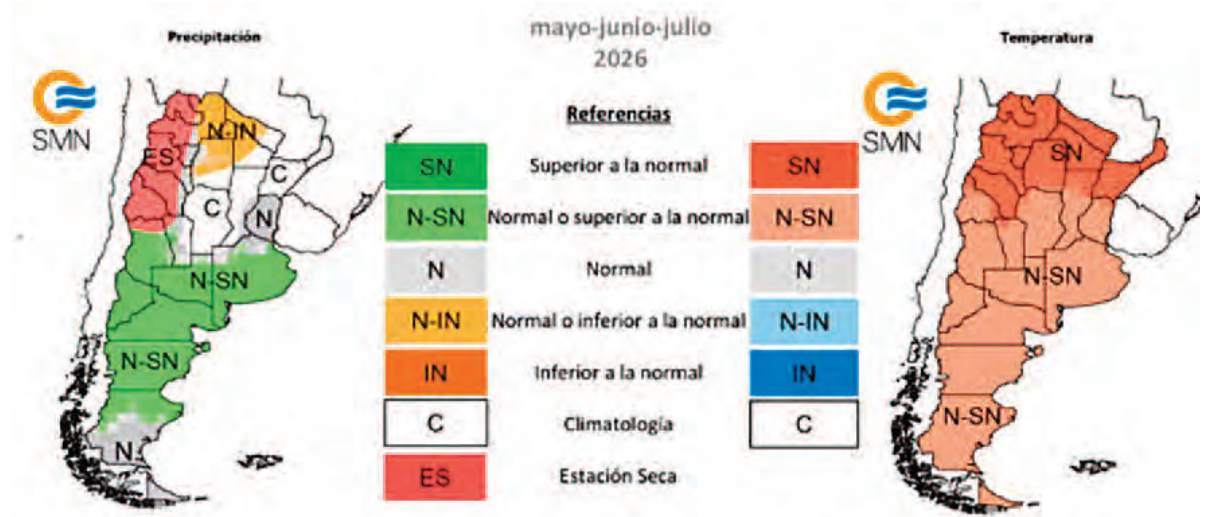 mayo-junio-julio
2026
Precipitación
Temperatura
SMN
SMN
N-IN
ES
C
C
N
N-SN
N-SN
N
Referencias
SN
Superior a la normal
SN
N-SN
Normal o superior a la normal
N-SN
N
Normal
N
N-IN
Normal o inferior a la normal
N-IN
IN
Inferior a la normal
IN
C
Climatología
C
ES
Estación Seca
SN
N-SN
N-SN